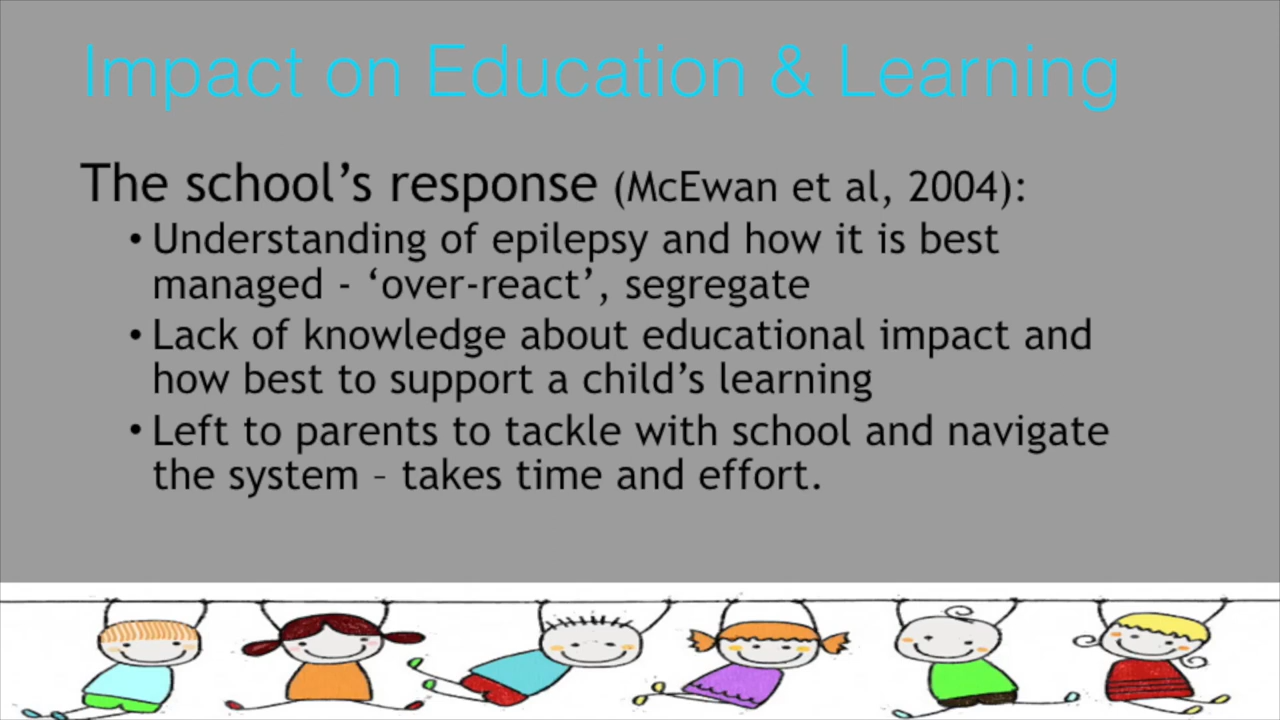 Impact on Education & Learning
The school’s response (McEwan et al, 2004):
• Understanding of epilepsy and how it is best
managed - ‘over-react’, segregate
• Lack of knowledge about educational impact and
how best to support a child’s learning
• Left to parents to tackle with school and navigate
the system – takes time and effort.